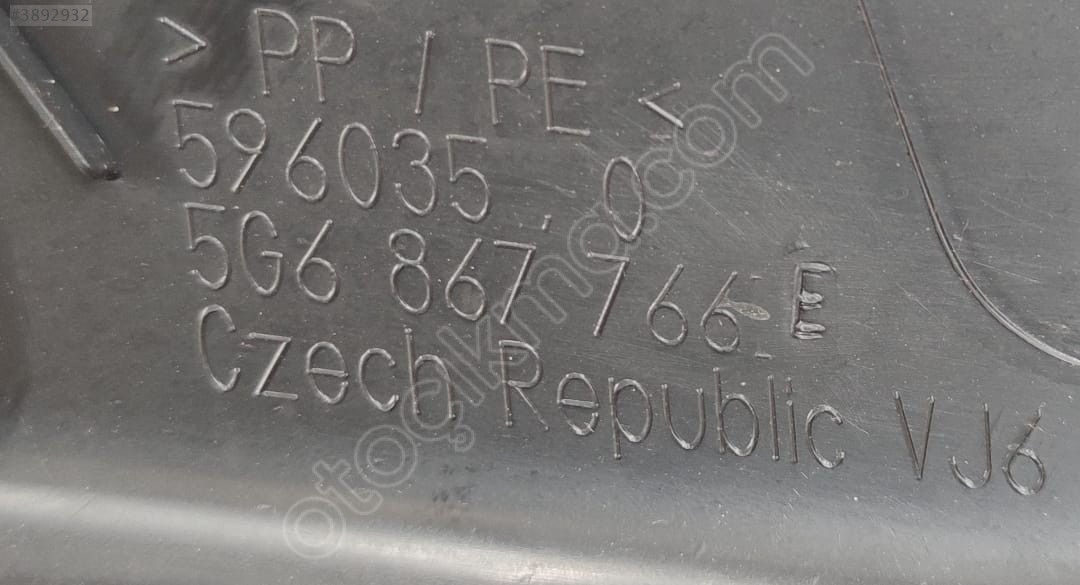 #3892932
> PP / PE <
596035 . 0
5G6 867 766 E
Czech Republic VJ6
otoçıkma.com